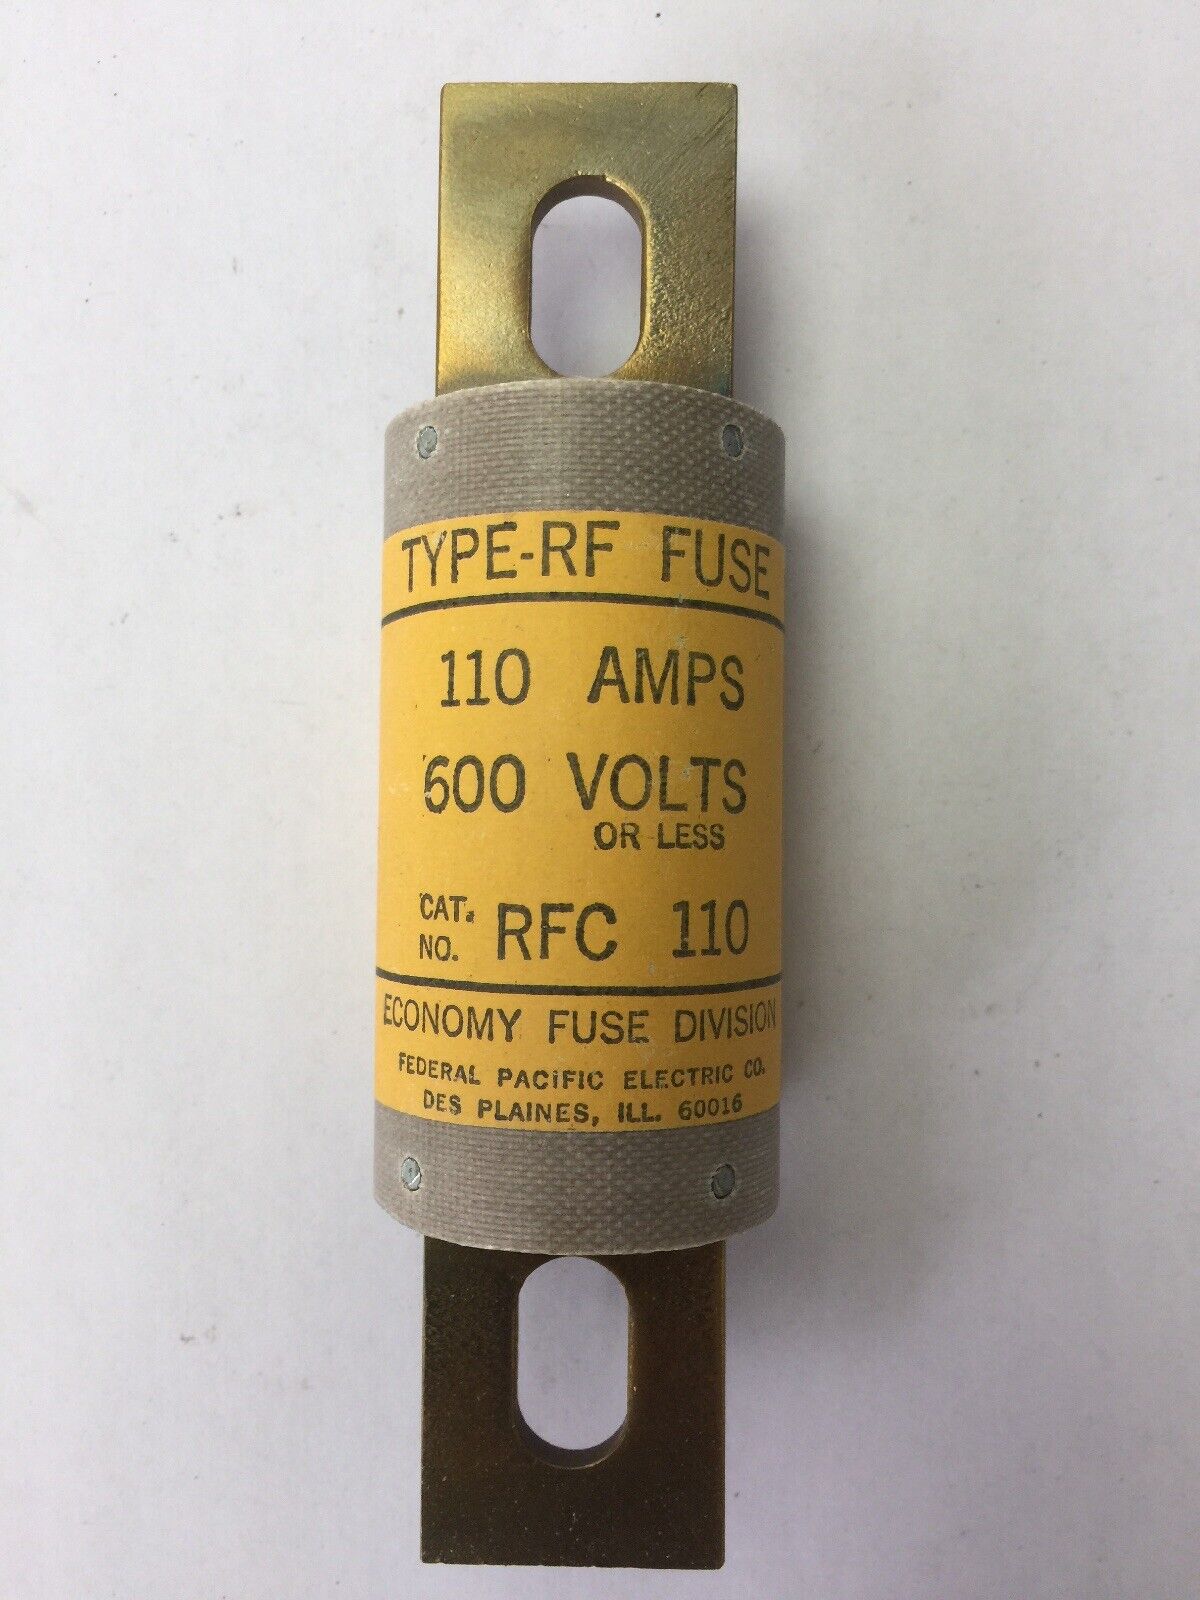 TYPE-RF FUSE
110 AMPS
600 VOLTS
OR LESS
CAT.
NO. RFC 110
ECONOMY FUSE DIVISION
FEDERAL PACIFIC ELECTRIC CO.
DES PLAINES, ILL. 60016